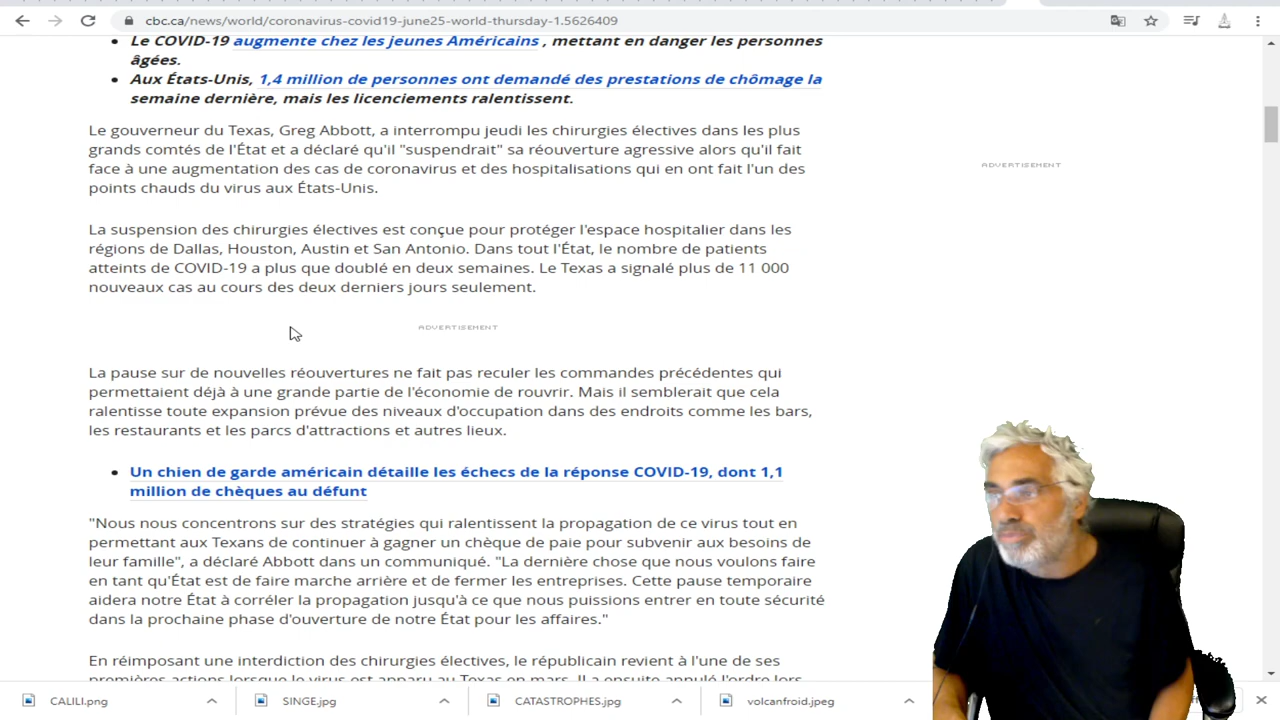 cbc.ca/news/world/coronavirus-covid19-june25-world-thursday-1.5626409
Le COVID-19 augmente chez les jeunes Américains , mettant en danger les personnes
âgées.
Aux États-Unis, 1,4 million de personnes ont demandé des prestations de chômage la
semaine dernière, mais les licenciements ralentissent.
Le gouverneur du Texas, Greg Abbott, a interrompu jeudi les chirurgies électives dans les plus
grands comtés de l'État et a déclaré qu'il "suspendrait" sa réouverture agressive alors qu'il fait
face à une augmentation des cas de coronavirus et des hospitalisations qui en ont fait l'un des
points chauds du virus aux États-Unis.
ADVERTISEMENT
La suspension des chirurgies électives est conçue pour protéger l'espace hospitalier dans les
régions de Dallas, Houston, Austin et San Antonio. Dans tout l'État, le nombre de patients
atteints de COVID-19 a plus que doublé en deux semaines. Le Texas a signalé plus de 11 000
nouveaux cas au cours des deux derniers jours seulement.
ADVERTISEMENT
La pause sur de nouvelles réouvertures ne fait pas reculer les commandes précédentes qui
permettaient déjà à une grande partie de l'économie de rouvrir. Mais il semblerait que cela
ralentisse toute expansion prévue des niveaux d'occupation dans des endroits comme les bars,
les restaurants et les parcs d'attractions et autres lieux.
Un chien de garde américain détaille les échecs de la réponse COVID-19, dont 1,1
million de chèques au défunt
"Nous nous concentrons sur des stratégies qui ralentissent la propagation de ce virus tout en
permettant aux Texans de continuer à gagner un chèque de paie pour subvenir aux besoins de
leur famille", a déclaré Abbott dans un communiqué. "La dernière chose que nous voulons faire
en tant qu'État est de faire marche arrière et de fermer les entreprises. Cette pause temporaire
aidera notre État à corréler la propagation jusqu'à ce que nous puissions entrer en toute sécurité
dans la prochaine phase d'ouverture de notre État pour les affaires."
En réimposant une interdiction des chirurgies électives, le républicain revient à l'une de ses
premières actions lorsque le virus est apparu au Texas en mars. Il a ensuite annulé l'ordre lors
CALILI.png
SINGE.jpg
CATASTROPHES.jpg
volcanfroid.jpeg